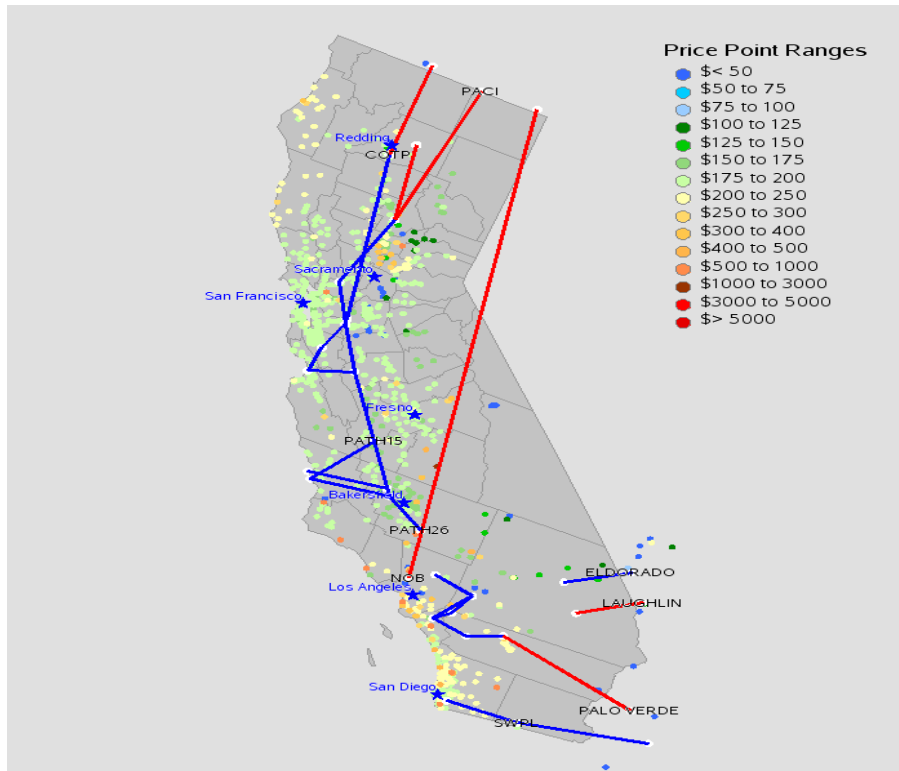 Price Point Ranges
$< 50
$50 to 75
$75 to 100
$100 to 125
$125 to 150
$150 to 175
$175 to 200
$200 to 250
$250 to 300
$300 to 400
$400 to 500
$500 to 1000
$1000 to 3000
$3000 to 5000
$> 5000
PACI
Redding
COTP
Sacramento
San Francisco
Fresno
PATH15
Bakersfield
PATH26
ELDORADO
NOB
Los Angeles
LAUGHLIN
San Diego
PALO VERDE
SWPL